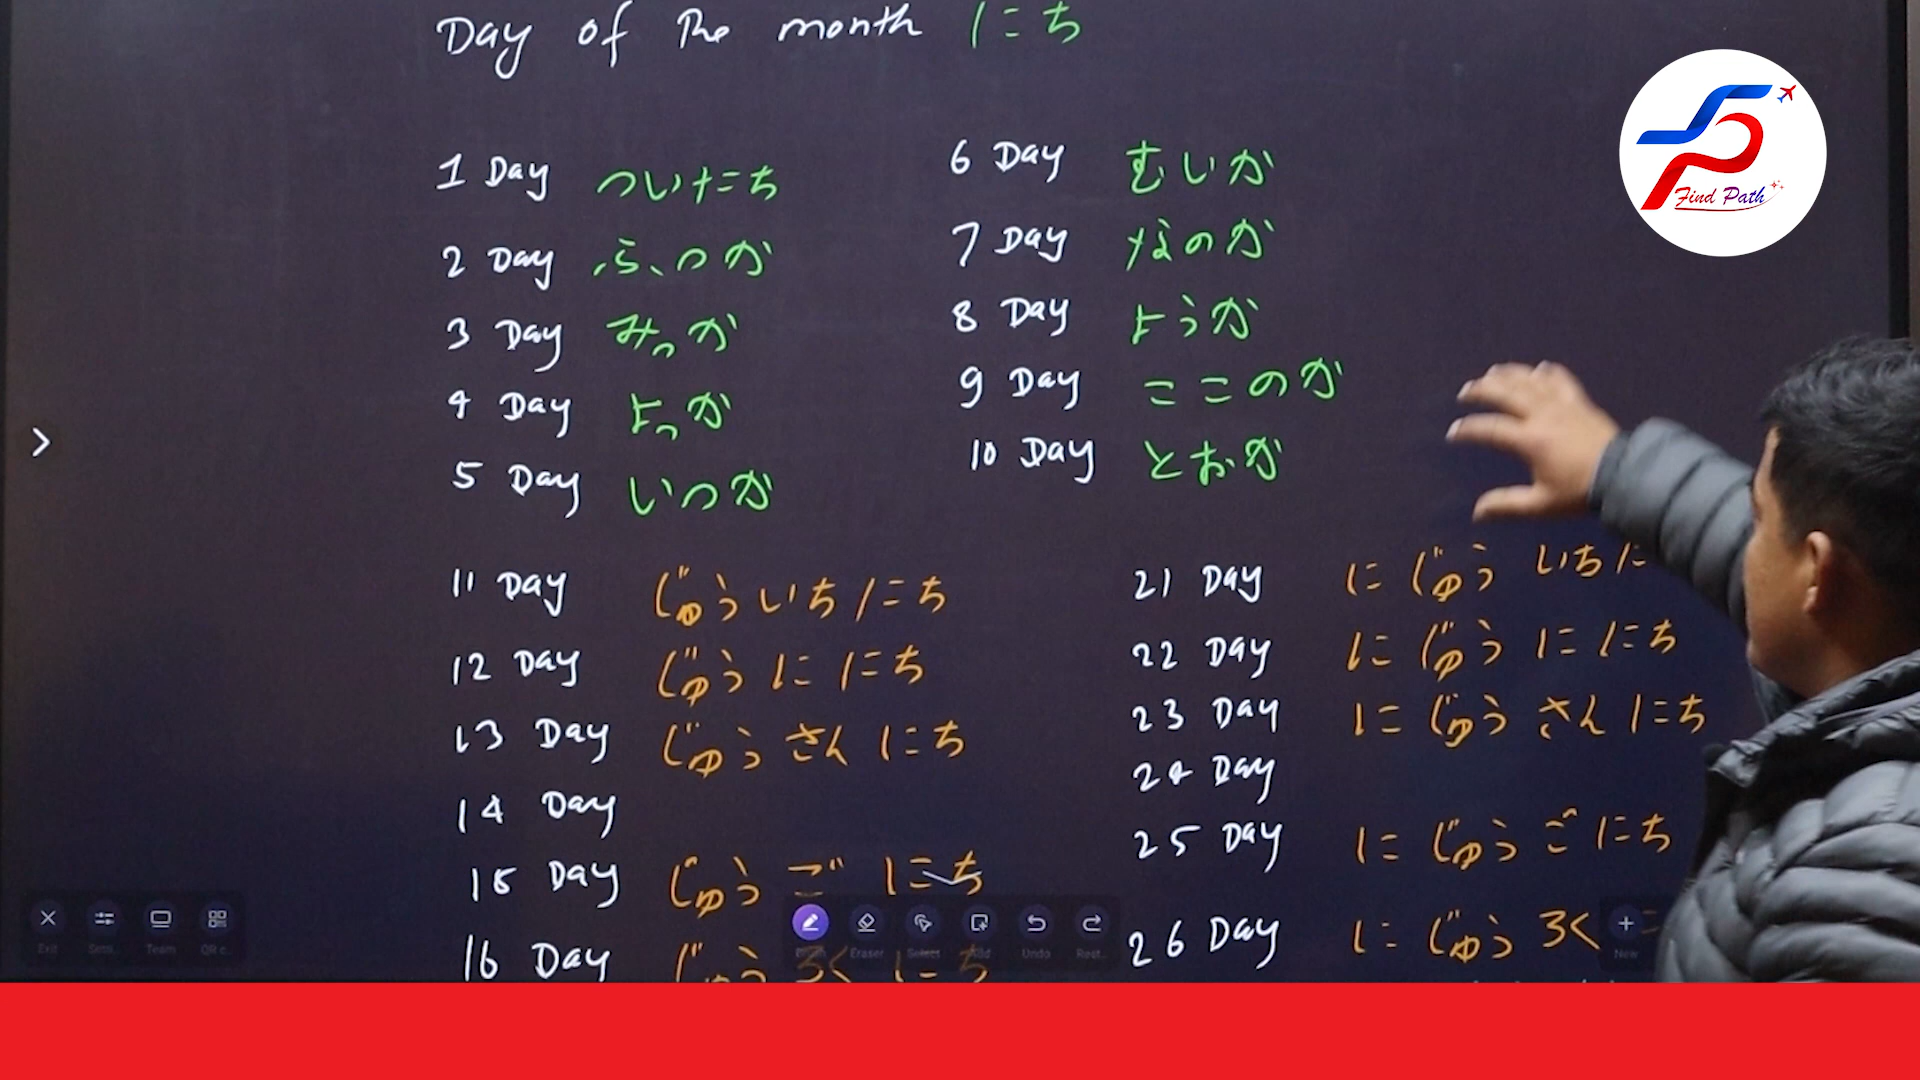 Day of the month にち
1 Day ついたち
2 Day ふつか
3 Day みっか
4 Day よっか
5 Day いつか
6 Day むいか
7 Day なのか
8 Day ようか
9 Day ここのか
10 Day とおか
11 Day じゅう いち にち
12 Day じゅう に にち
13 Day じゅう さん にち
14 Day
15 Day じゅう ご にち
16 Day じゅう ろく にち
21 Day に じゅう いち
22 Day に じゅう に にち
23 Day に じゅう さん にち
24 Day
25 Day に じゅう ご にち
26 Day に じゅう ろく
Find Path
Exit
Team
Eraser
Select
Undo
New